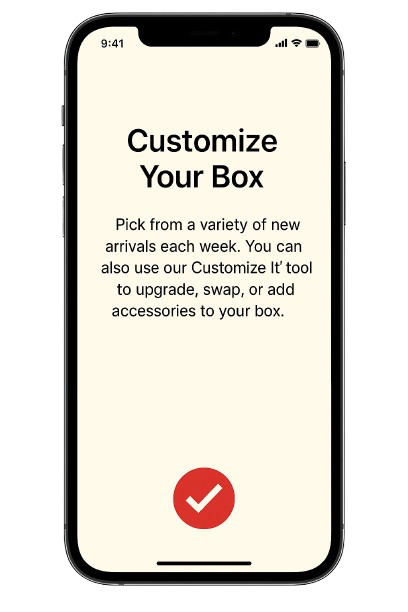 9:41
Customize
Your Box
Pick from a variety of new
arrivals each week. You can
also use our Customize It' tool
to upgrade, swap, or add
accessories to your box.